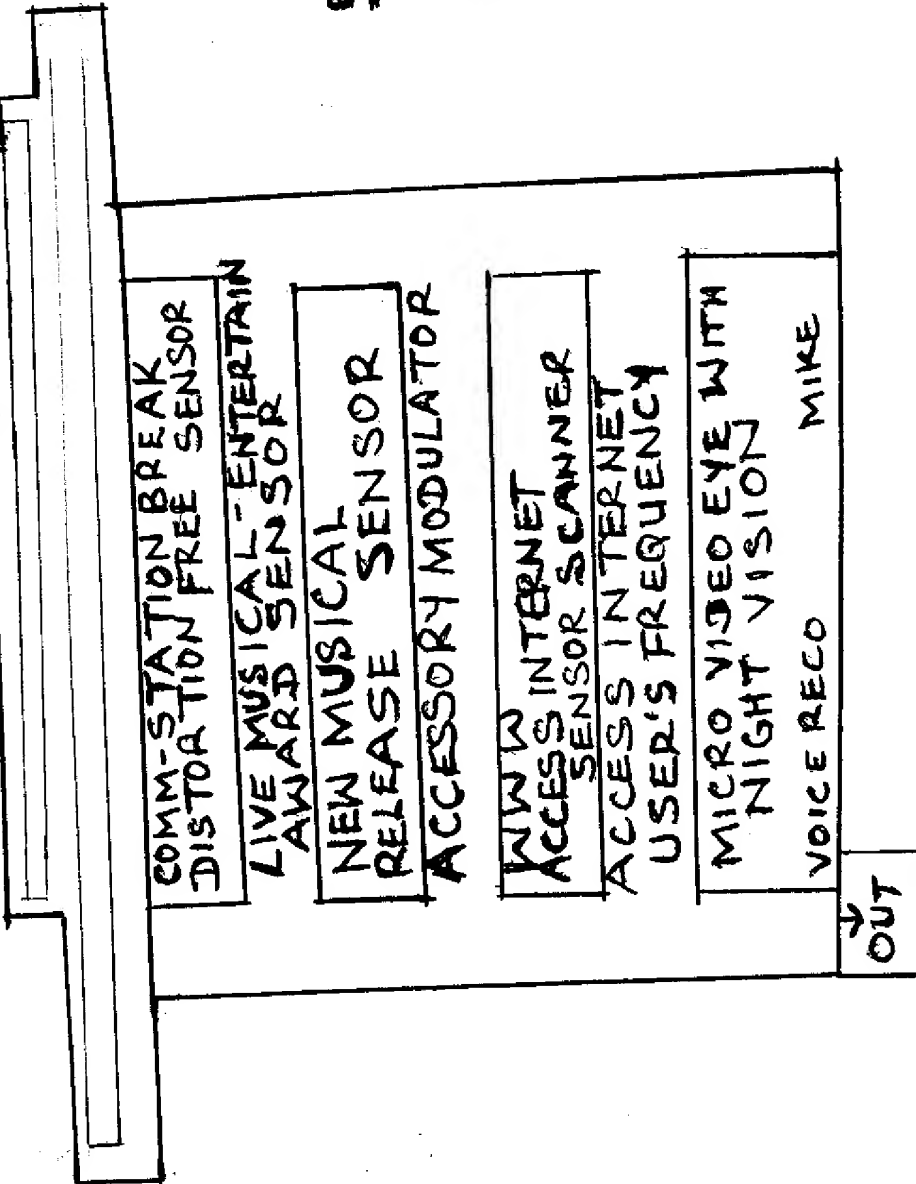 COMM-STATION BREAK
DISTORTION FREE SENSOR
LIVE MUSICAL-ENTERTAIN
AWARD SENSOR
NEW MUSICAL
RELEASE SENSOR
ACCESSORY MODULATOR
WWW
ACCESS INTERNET
SENSOR SCANNER
ACCESS INTERNET
USER'S FREQUENCY
MICRO VIDEO EYE WITH
NIGHT VISION
VOICE RECO MIKE
OUT